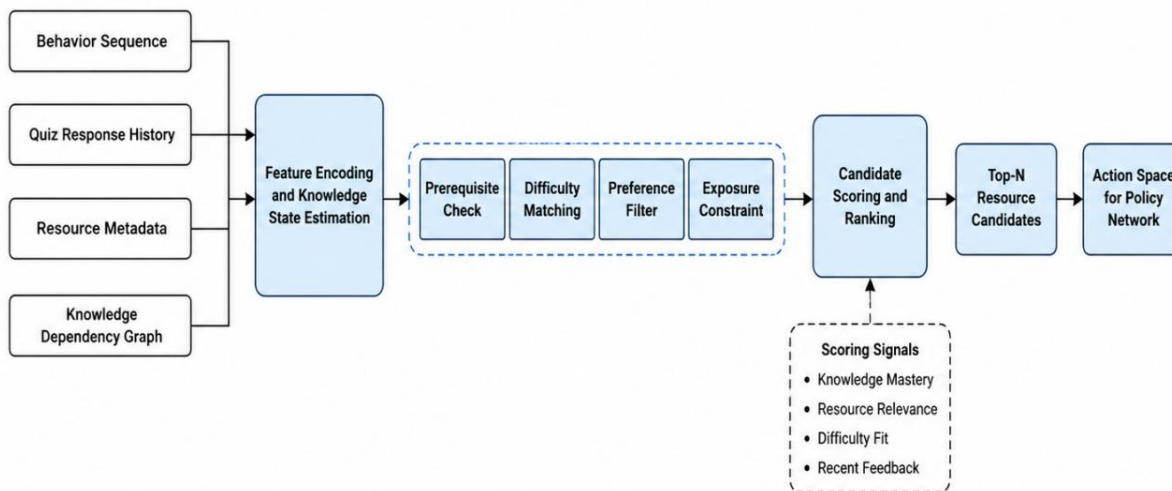 Behavior Sequence
Quiz Response History
Resource Metadata
Knowledge
Dependency Graph
Feature Encoding
and Knowledge
State Estimation
Prerequisite
Check
Difficulty
Matching
Preference
Filter
Exposure
Constraint
Candidate
Scoring and
Ranking
Top-N
Resource
Candidates
Action Space
for Policy
Network
Scoring Signals
• Knowledge Mastery
• Resource Relevance
• Difficulty Fit
• Recent Feedback